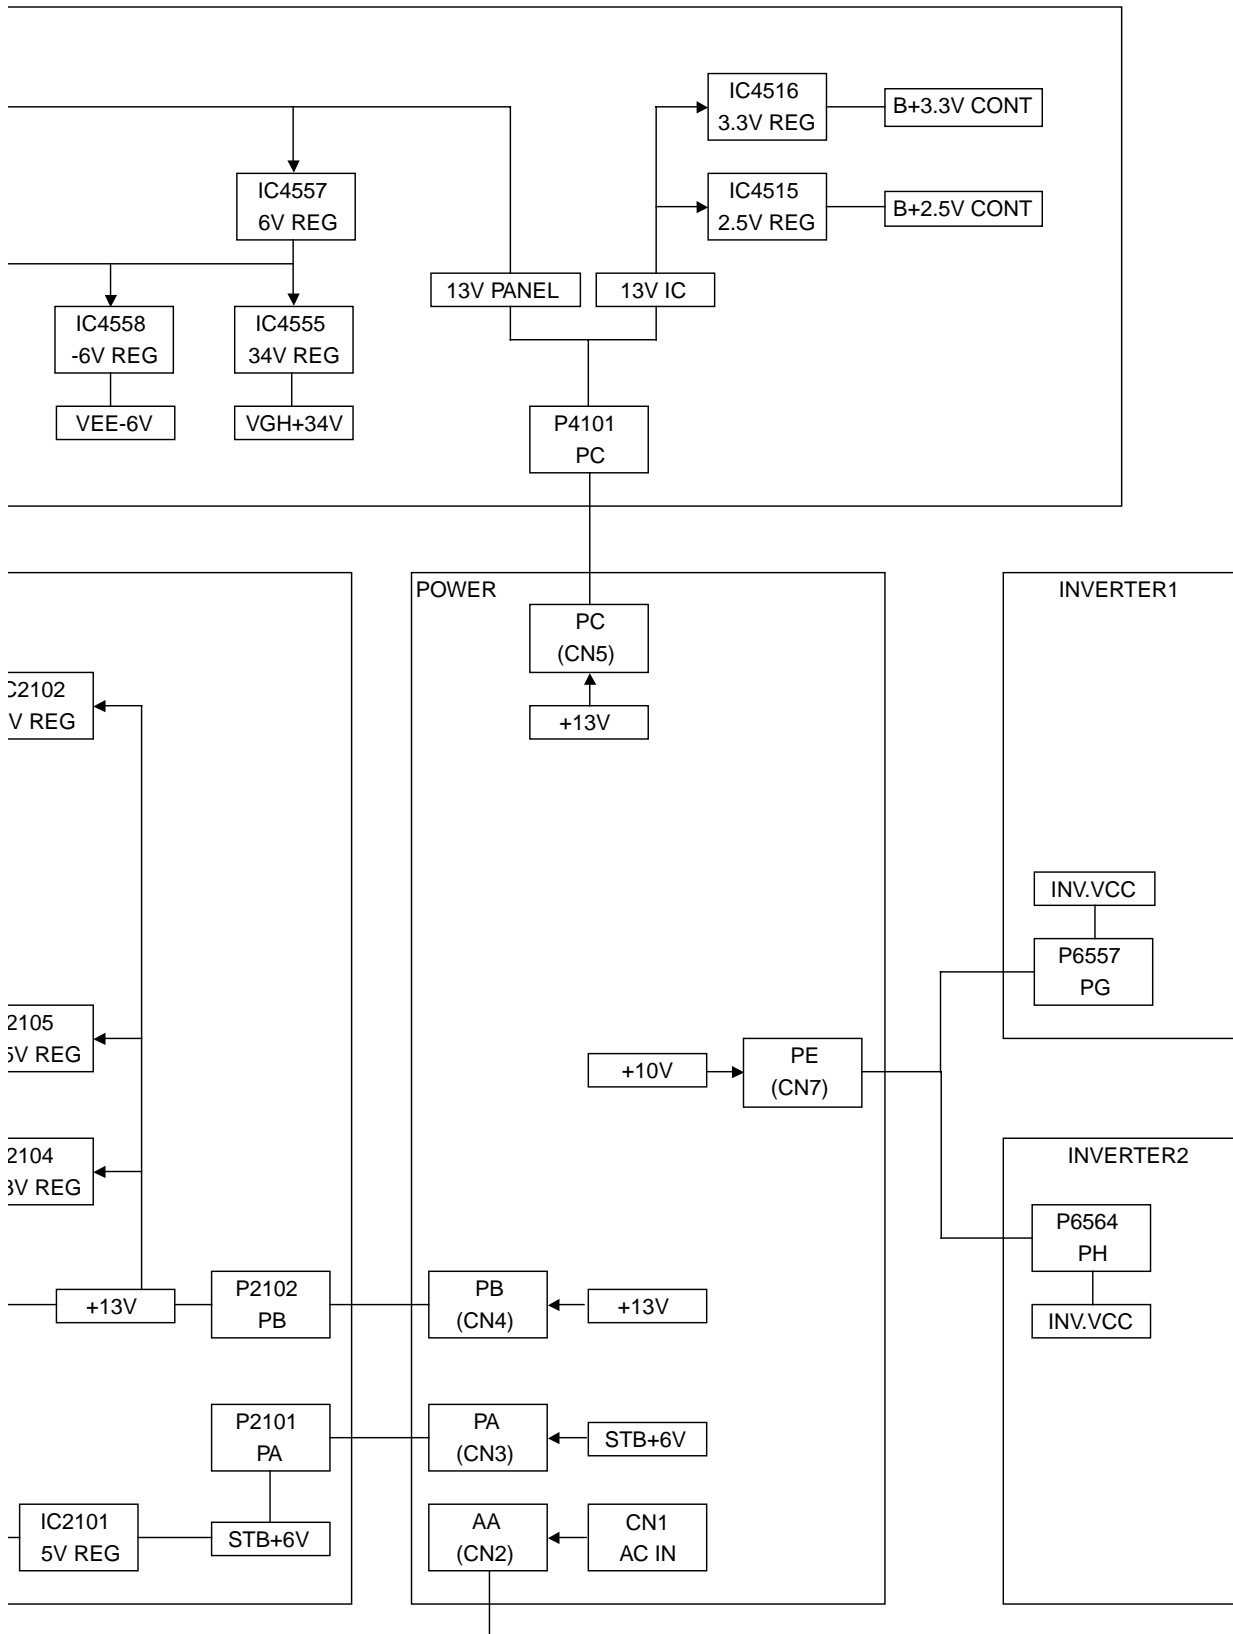 IC4516
3.3V REG
B+3.3V CONT
IC4557
6V REG
IC4515
2.5V REG
B+2.5V CONT
13V PANEL
13V IC
IC4558
-6V REG
IC4555
34V REG
VEE-6V
VGH+34V
P4101
PC
POWER
PC
(CN5)
+13V
INVERTER1
C2102
V REG
INV.VCC
P6557
PG
2105
5V REG
+10V
PE
(CN7)
2104
3V REG
INVERTER2
P6564
PH
INV.VCC
+13V
P2102
PB
PB
(CN4)
+13V
P2101
PA
PA
(CN3)
STB+6V
IC2101
5V REG
STB+6V
AA
(CN2)
CN1
AC IN